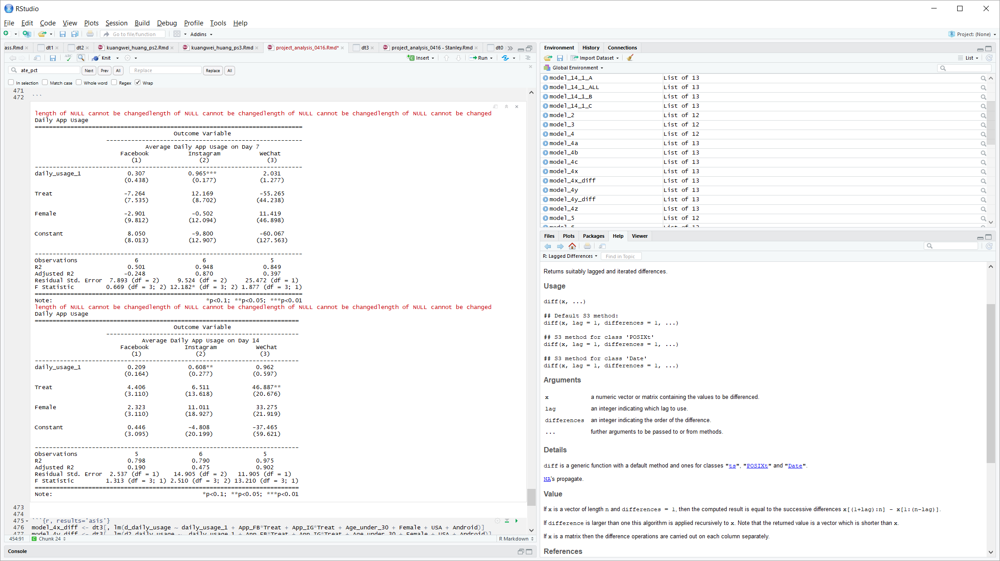 RStudio
File Edit Code View Plots Session Build Debug Profile Tools Help
Go to file/function Addins Project: (None)
ass.Rmd dt1 dt2 kuangwei_huang_ps2.Rmd kuangwei_huang_ps3.Rmd project_analysis_0416.Rmd* dt3 project_analysis_0416 - Stanley.Rmd dt0
ABC Knit Insert Run
ate_pct Next Prev All Replace Replace All
In selection Match case Whole word Regex Wrap
471
472 ```
length of NULL cannot be changedlength of NULL cannot be changedlength of NULL cannot be changedlength of NULL cannot be changed
Daily App Usage
===========================================================================
Outcome Variable
-------------------------------------------------------
Average Daily App Usage on Day 7
Facebook Instagram WeChat
(1) (2) (3)
---------------------------------------------------------------------------
daily_usage_1 0.307 0.965*** 2.031
(0.438) (0.177) (1.277)
Treat -7.264 12.169 -55.265
(7.535) (8.702) (44.238)
Female -2.901 -0.502 11.419
(9.812) (12.094) (46.898)
Constant 8.050 -9.800 -60.067
(8.013) (12.907) (127.563)
---------------------------------------------------------------------------
Observations 6 6 5
R2 0.501 0.948 0.849
Adjusted R2 -0.248 0.870 0.397
Residual Std. Error 7.893 (df = 2) 9.524 (df = 2) 25.472 (df = 1)
F Statistic 0.669 (df = 3; 2) 12.182* (df = 3; 2) 1.877 (df = 3; 1)
===========================================================================
Note: *p<0.1; **p<0.05; ***p<0.01
length of NULL cannot be changedlength of NULL cannot be changedlength of NULL cannot be changedlength of NULL cannot be changed
Daily App Usage
==========================================================================
Outcome Variable
------------------------------------------------------
Average Daily App Usage on Day 14
Facebook Instagram WeChat
(1) (2) (3)
--------------------------------------------------------------------------
daily_usage_1 0.209 0.608** 0.962
(0.164) (0.277) (0.597)
Treat 4.406 6.511 46.887**
(3.110) (13.618) (20.676)
Female 2.323 11.011 33.275
(3.110) (18.927) (21.919)
Constant 0.446 -4.808 -37.465
(3.095) (20.199) (59.621)
--------------------------------------------------------------------------
Observations 5 6 5
R2 0.798 0.790 0.975
Adjusted R2 0.190 0.475 0.902
Residual Std. Error 2.537 (df = 1) 14.905 (df = 2) 11.905 (df = 1)
F Statistic 1.313 (df = 3; 1) 2.510 (df = 3; 2) 13.210 (df = 3; 1)
==========================================================================
Note: *p<0.1; **p<0.05; ***p<0.01
473
474
475 ```{r, results='asis'}
476 model_4x_diff <- dt3[, lm(d_daily_usage ~ daily_usage_1 + App_FB*Treat + App_IG*Treat + Age_under_30 + Female + USA + Android)]
477 model_4y_diff <- dt3[, lm(d2_daily_usage ~ daily_usage_1 + App_FB*Treat + App_IG*Treat + Age_under_30 + Female + USA + Android)]
454:91 Chunk 24 R Markdown
Console
Environment History Connections
Import Dataset List
Global Environment
model_14_1_A List of 13
model_14_1_ALL List of 13
model_14_1_B List of 13
model_14_1_C List of 13
model_2 List of 12
model_3 List of 12
model_4 List of 12
model_4a List of 13
model_4b List of 13
model_4c List of 13
model_4x List of 13
model_4x_diff List of 13
model_4y List of 13
model_4y_diff List of 13
model_4z List of 13
model_5 List of 12
Files Plots Packages Help Viewer
R: Lagged Differences Find in Topic
Returns suitably lagged and iterated differences.
Usage
diff(x, ...)
## Default S3 method:
diff(x, lag = 1, differences = 1, ...)
## S3 method for class 'POSIXt'
diff(x, lag = 1, differences = 1, ...)
## S3 method for class 'Date'
diff(x, lag = 1, differences = 1, ...)
Arguments
x a numeric vector or matrix containing the values to be differenced.
lag an integer indicating which lag to use.
differences an integer indicating the order of the difference.
... further arguments to be passed to or from methods.
Details
diff is a generic function with a default method and ones for classes "ts", "POSIXt" and "Date".
NA's propagate.
Value
If x is a vector of length n and differences = 1, then the computed result is equal to the successive differences x[(1+lag):n] - x[1:(n-lag)].
If difference is larger than one this algorithm is applied recursively to x. Note that the returned value is a vector which is shorter than x.
If x is a matrix then the difference operations are carried out on each column separately.
References